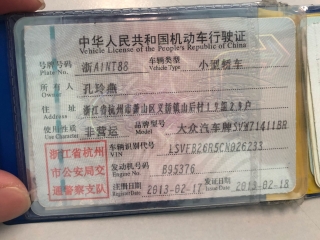 中华人民共和国机动车行驶证
Vehicle License of the People's Republic of China
号牌号码 浙A1NT88 车辆类型 小型轿车
Plate No. Vehicle Type
所有人 孔玲燕
Owner
住址 浙江省杭州市萧山区义桥镇山后村12组29户
Address
使用性质 非营运 品牌型号 大众汽车牌SVW71411BR
Use Character Model
浙江省杭州市公安局交通警察支队
车辆识别代号 LSVFB26R5CN026233
VIN
发动机号码 895376
Engine No.
注册日期 2013-02-17 发证日期 2013-02-18
Register Date Issue Date